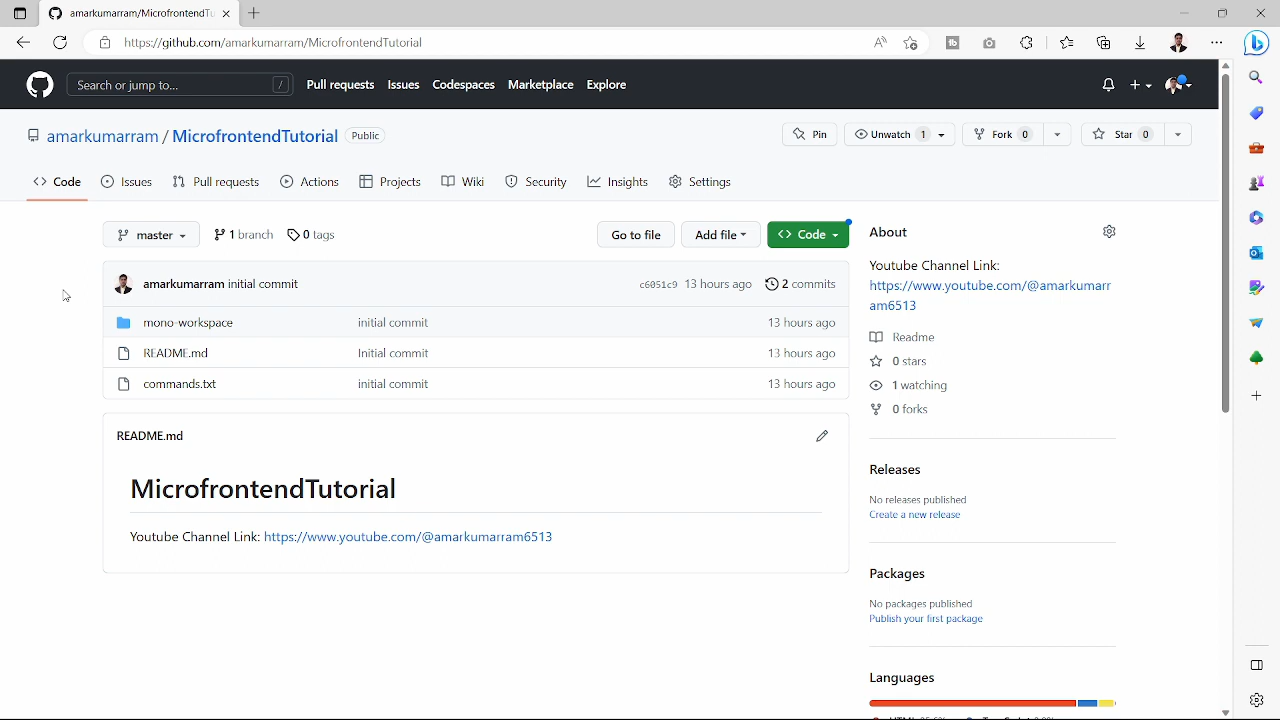 amarkumarram/MicrofrontendTu
https://github.com/amarkumarram/MicrofrontendTutorial
Search or jump to... /
Pull requests Issues Codespaces Marketplace Explore
amarkumarram / MicrofrontendTutorial Public
Pin Unwatch 1 Fork 0 Star 0
Code Issues Pull requests Actions Projects Wiki Security Insights Settings
master 1 branch 0 tags Go to file Add file Code
amarkumarram initial commit c6051c9 13 hours ago 2 commits
mono-workspace initial commit 13 hours ago
README.md Initial commit 13 hours ago
commands.txt initial commit 13 hours ago
README.md
MicrofrontendTutorial
Youtube Channel Link: https://www.youtube.com/@amarkumarram6513
About
Youtube Channel Link:
https://www.youtube.com/@amarkumarr
am6513
Readme
0 stars
1 watching
0 forks
Releases
No releases published
Create a new release
Packages
No packages published
Publish your first package
Languages